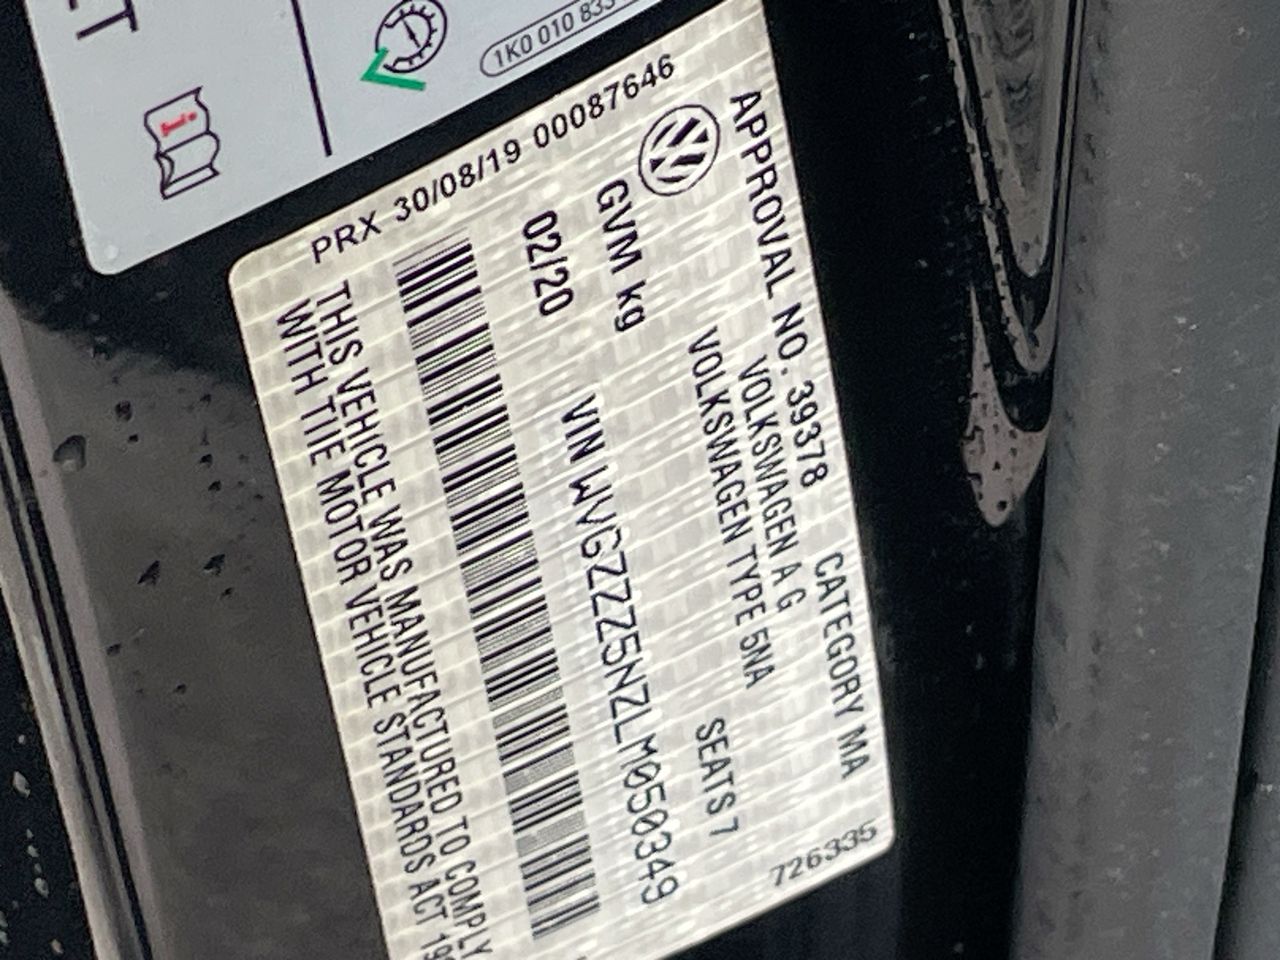 1K0 010 833
PRX 30/08/19 00087646
APPROVAL NO. 39378 CATEGORY MA
VOLKSWAGEN A G
VOLKSWAGEN TYPE 5NA SEATS 7
GVM kg
02/20 VIN WVGZZZ5NZLM050349
THIS VEHICLE WAS MANUFACTURED TO COMPLY
WITH THE MOTOR VEHICLE STANDARDS ACT 19
726335